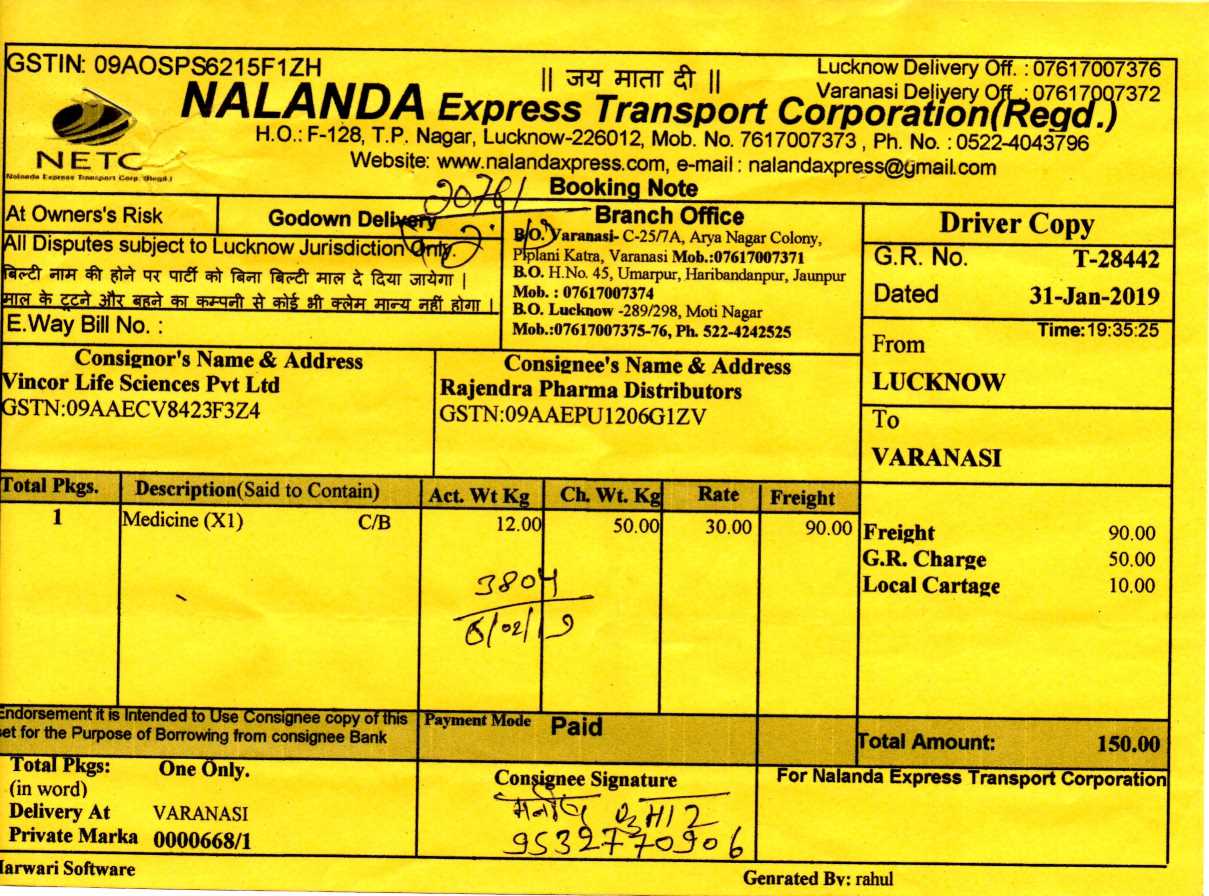 GSTIN: 09AOSPS6215F1ZH
|| जय माता दी ||
Lucknow Delivery Off. : 07617007376
Varanasi Delivery Off. : 07617007372
NALANDA Express Transport Corporation(Regd.)
NETC
Nalanda Express Transport Corp. (Regd.)
H.O.: F-128, T.P. Nagar, Lucknow-226012, Mob. No. 7617007373 , Ph. No. : 0522-4043796
Website: www.nalandaxpress.com, e-mail : nalandaxpress@gmail.com
Booking Note
At Owners's Risk
Godown Delivery
All Disputes subject to Lucknow Jurisdiction Only.
बिल्टी नाम की होने पर पार्टी को बिना बिल्टी माल दे दिया जायेगा |
माल के टूटने और बहने का कम्पनी से कोई भी क्लेम मान्य नहीं होगा |
E.Way Bill No. :
Branch Office
B.O. Varanasi- C-25/7A, Arya Nagar Colony,
Piplani Katra, Varanasi Mob.:07617007371
B.O. H.No. 45, Umarpur, Haribandanpur, Jaunpur
Mob. : 07617007374
B.O. Lucknow -289/298, Moti Nagar
Mob.:07617007375-76, Ph. 522-4242525
Driver Copy
G.R. No. T-28442
Dated 31-Jan-2019
Time:19:35:25
From
LUCKNOW
To
VARANASI
Consignor's Name & Address
Vincor Life Sciences Pvt Ltd
GSTN:09AAECV8423F3Z4
Consignee's Name & Address
Rajendra Pharma Distributors
GSTN:09AAEPU1206G1ZV
Total Pkgs. Description(Said to Contain) Act. Wt Kg Ch. Wt. Kg Rate Freight
1 Medicine (X1) C/B 12.00 50.00 30.00 90.00
Freight 90.00
G.R. Charge 50.00
Local Cartage 10.00
3804
Endorsement it is Intended to Use Consignee copy of this
set for the Purpose of Borrowing from consignee Bank
Payment Mode Paid
Total Amount: 150.00
Total Pkgs: One Only.
(in word)
Delivery At VARANASI
Private Marka 0000668/1
Consignee Signature
9532770906
For Nalanda Express Transport Corporation
Marwari Software
Genrated By: rahul